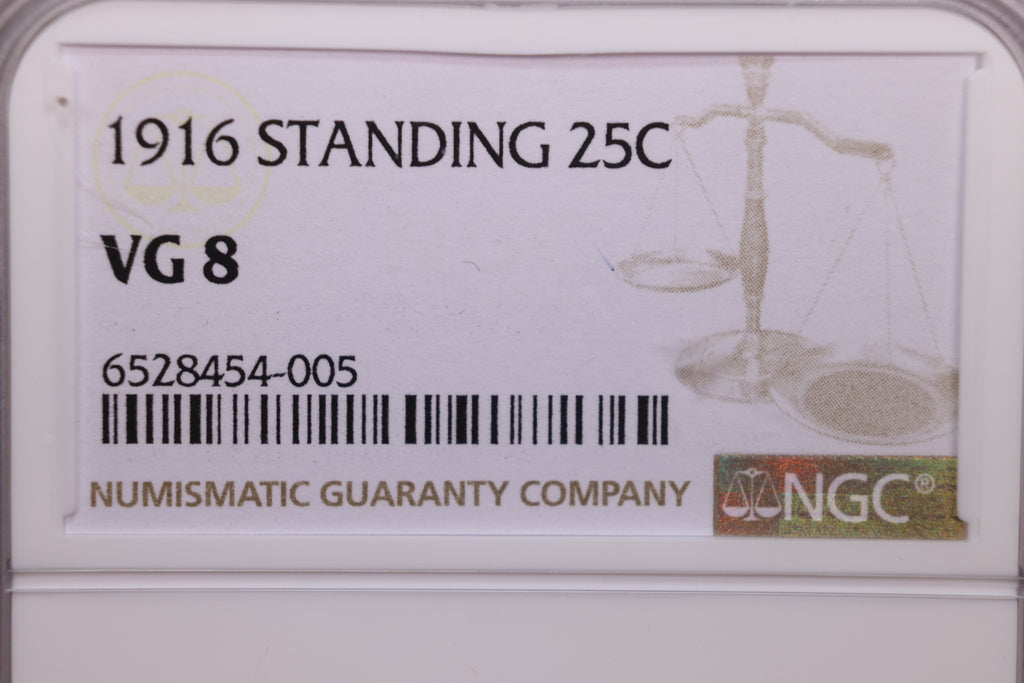 1916 STANDING 25C
VG 8
6528454-005
NUMISMATIC GUARANTY COMPANY
NGC®